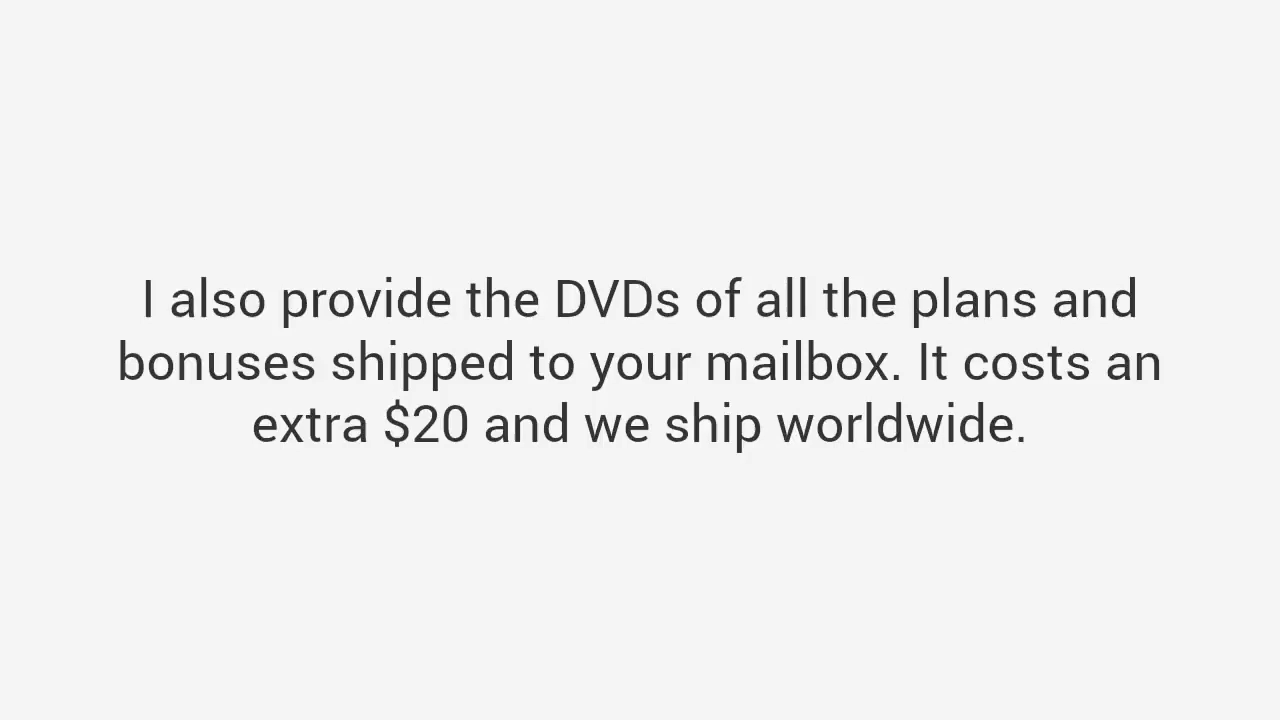 I also provide the DVDs of all the plans and
bonuses shipped to your mailbox. It costs an
extra $20 and we ship worldwide.